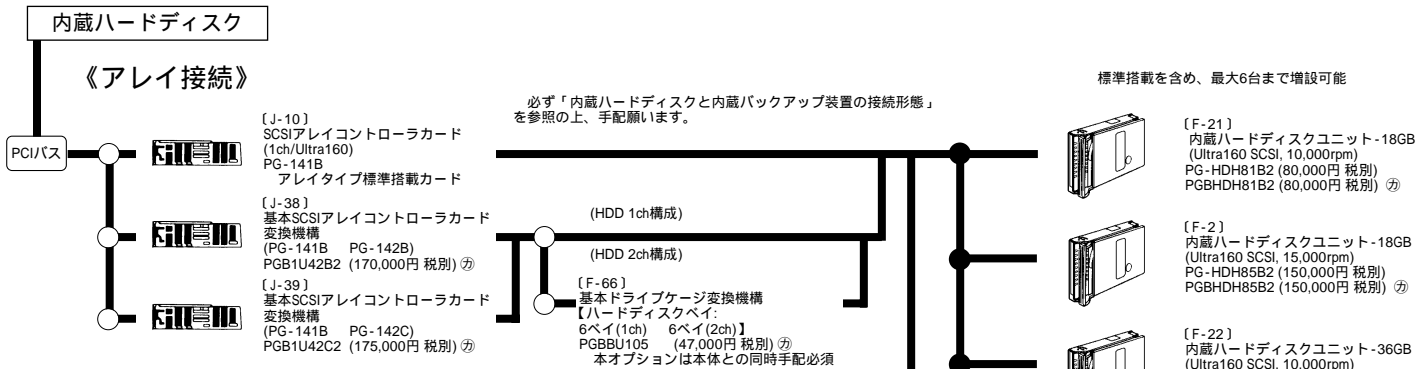 内蔵ハードディスク
《アレイ接続》
PCIバス
〔J-10〕
SCSIアレイコントローラカード
(1ch/Ultra160)
PG-141B
アレイタイプ標準搭載カード
〔J-38〕
基本SCSIアレイコントローラカード
変換機構
(PG-141B PG-142B)
PGB1U42B2 (170,000円 税別) ㋕
〔J-39〕
基本SCSIアレイコントローラカード
変換機構
(PG-141B PG-142C)
PGB1U42C2 (175,000円 税別) ㋕
必ず「内蔵ハードディスクと内蔵バックアップ装置の接続形態」
を参照の上、手配願います。
(HDD 1ch構成)
(HDD 2ch構成)
〔F-66〕
基本ドライブケージ変換機構
【ハードディスクベイ:
6ベイ(1ch) 6ベイ(2ch)】
PGBBU105 (47,000円 税別) ㋕
本オプションは本体との同時手配必須
標準搭載を含め、最大6台まで増設可能
〔F-21〕
内蔵ハードディスクユニット-18GB
(Ultra160 SCSI, 10,000rpm)
PG-HDH81B2 (80,000円 税別)
PGBHDH81B2 (80,000円 税別) ㋕
〔F-2〕
内蔵ハードディスクユニット-18GB
(Ultra160 SCSI, 15,000rpm)
PG-HDH85B2 (150,000円 税別)
PGBHDH85B2 (150,000円 税別) ㋕
〔F-22〕
内蔵ハードディスクユニット-36GB
(Ultra160 SCSI, 10,000rpm)